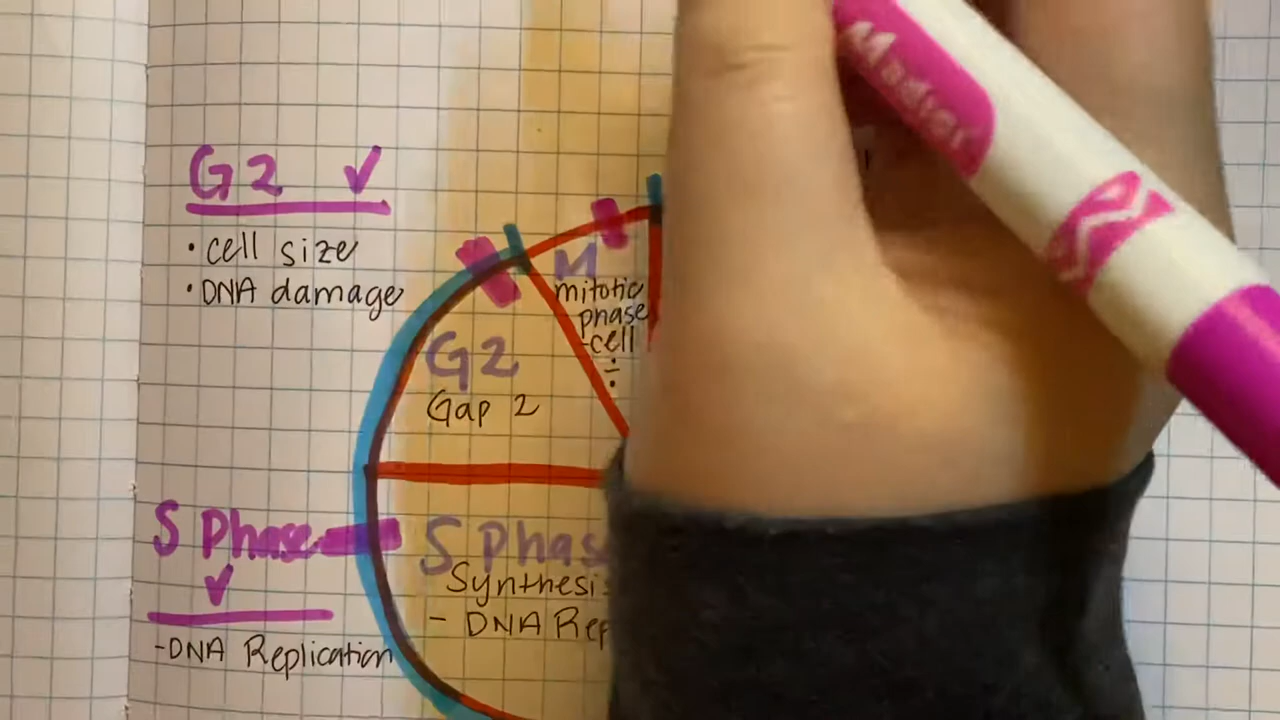 G2 ✓
• cell size
• DNA damage
M
mitotic
phase
-cell
÷
G2
Gap 2
S Phase
✓
-DNA Replication
S Phas
Synthesis
- DNA Rep